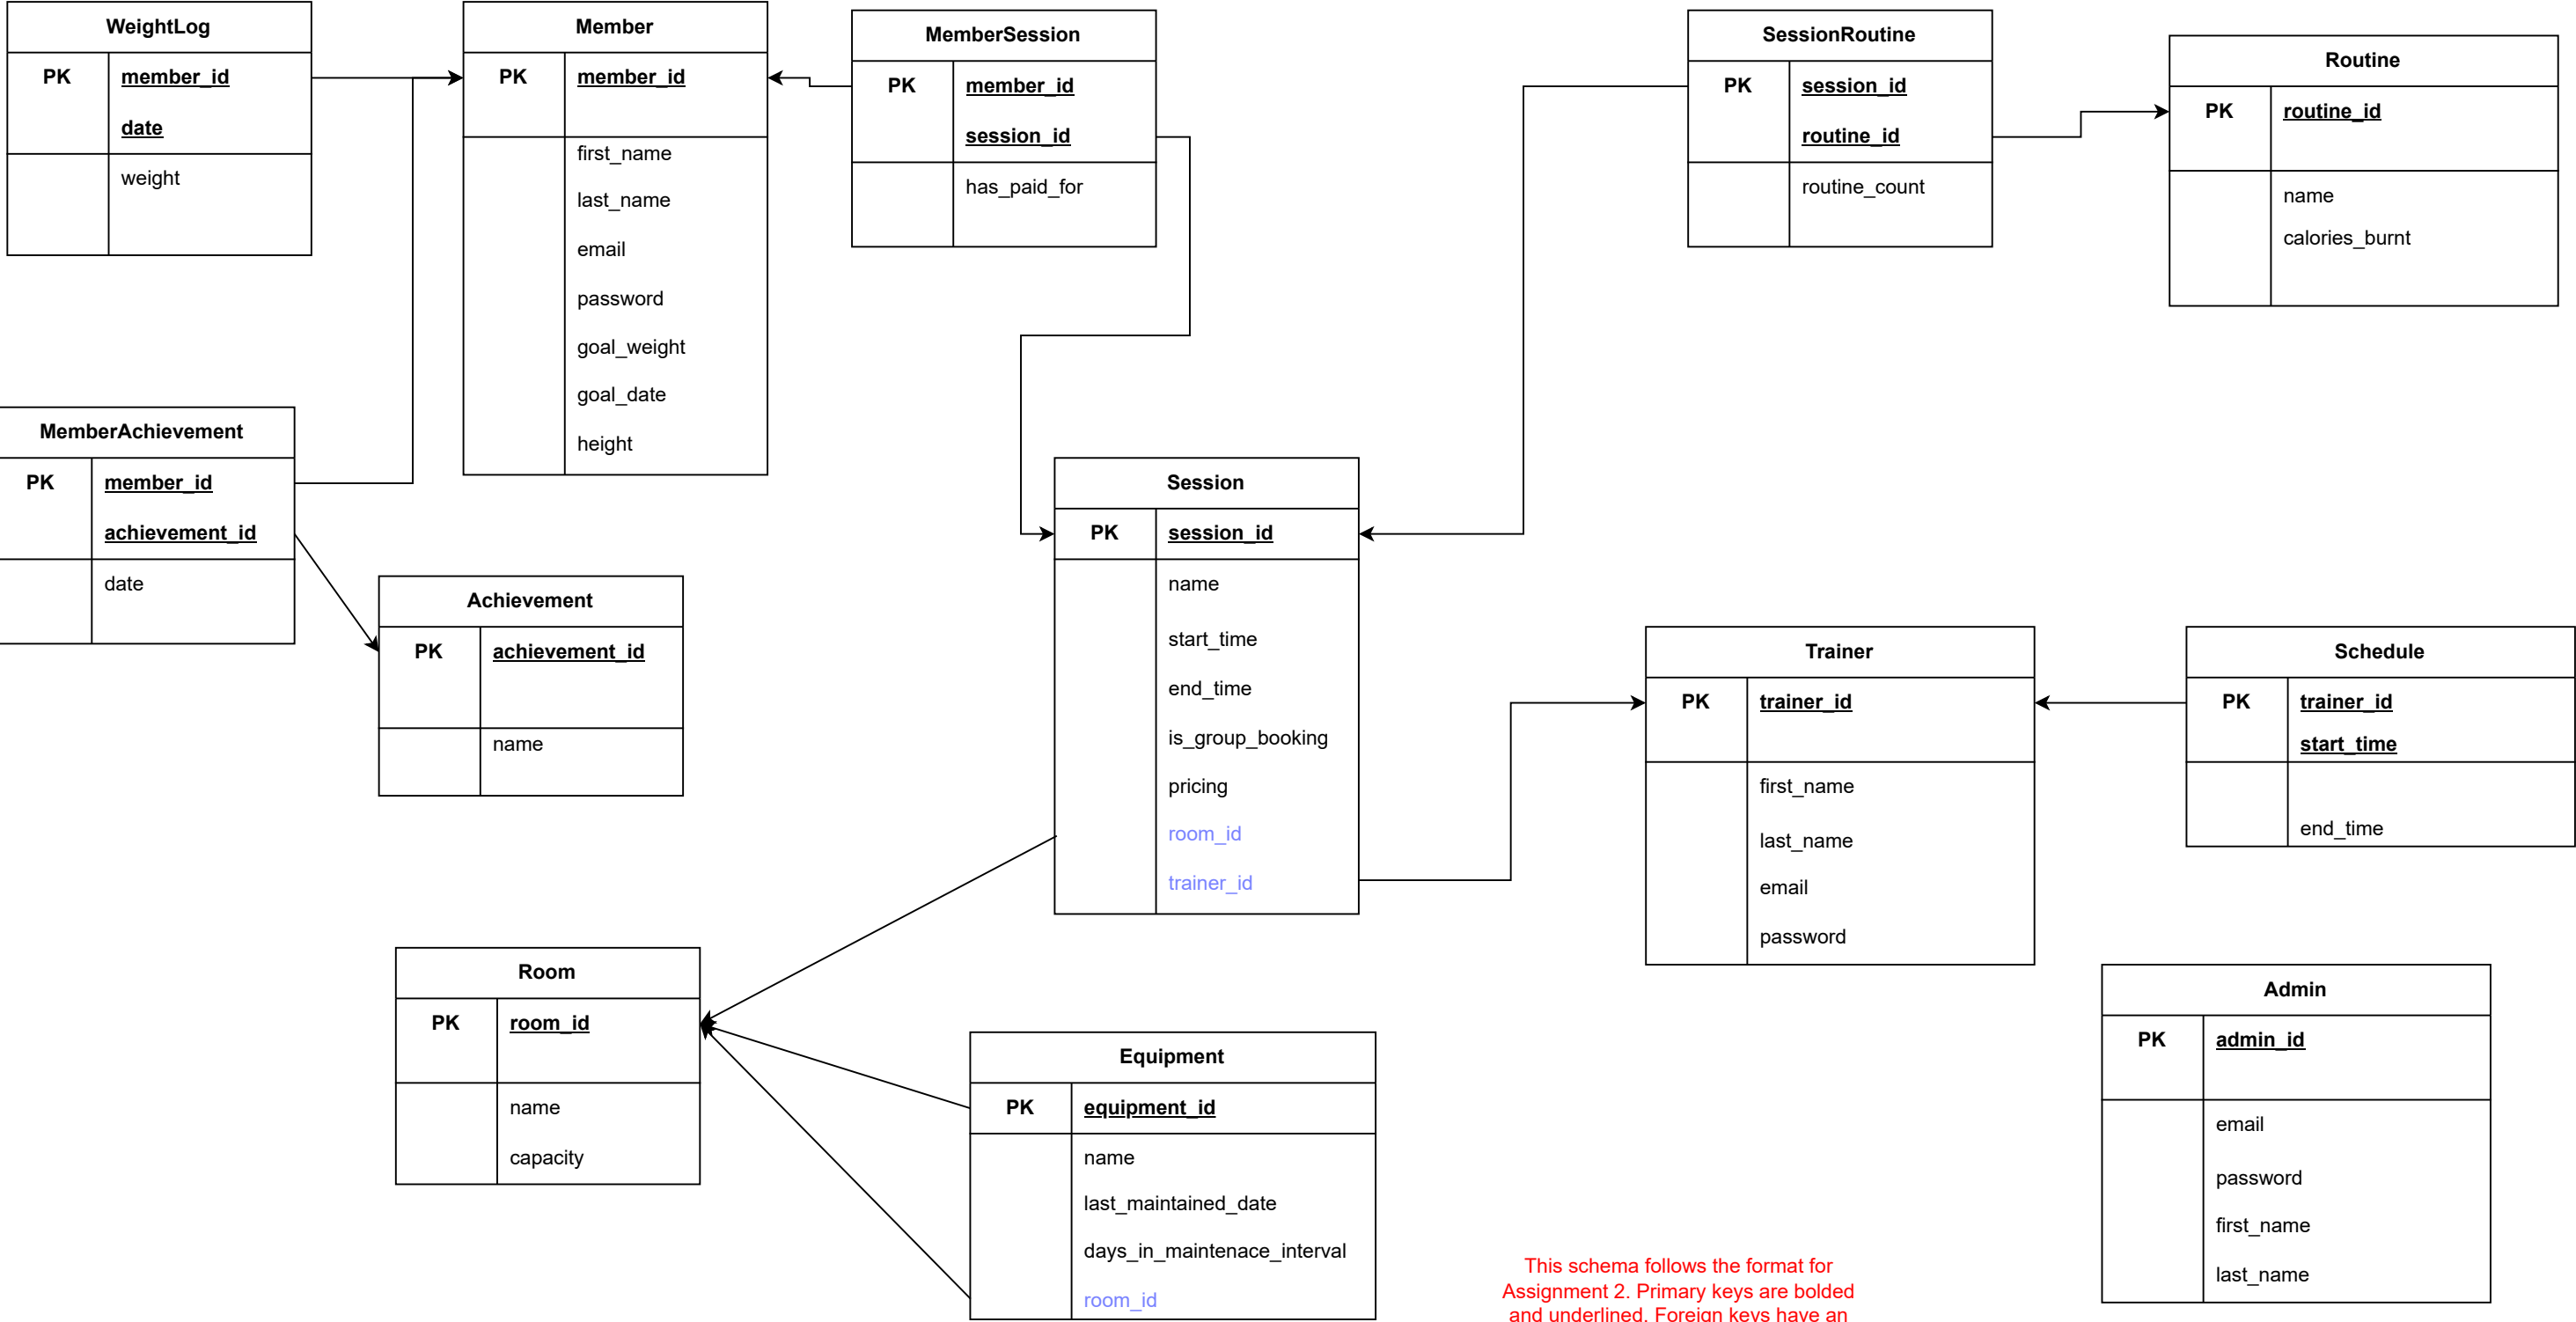 WeightLog
PK member_id
date
weight
Member
PK member_id
first_name
last_name
email
password
goal_weight
goal_date
height
MemberSession
PK member_id
session_id
has_paid_for
SessionRoutine
PK session_id
routine_id
routine_count
Routine
PK routine_id
name
calories_burnt
MemberAchievement
PK member_id
achievement_id
date
Achievement
PK achievement_id
name
Session
PK session_id
name
start_time
end_time
is_group_booking
pricing
room_id
trainer_id
Trainer
PK trainer_id
first_name
last_name
email
password
Schedule
PK trainer_id
start_time
end_time
Room
PK room_id
name
capacity
Equipment
PK equipment_id
name
last_maintained_date
days_in_maintenace_interval
room_id
Admin
PK admin_id
email
password
first_name
last_name
This schema follows the format for
Assignment 2. Primary keys are bolded
and underlined. Foreign keys have an